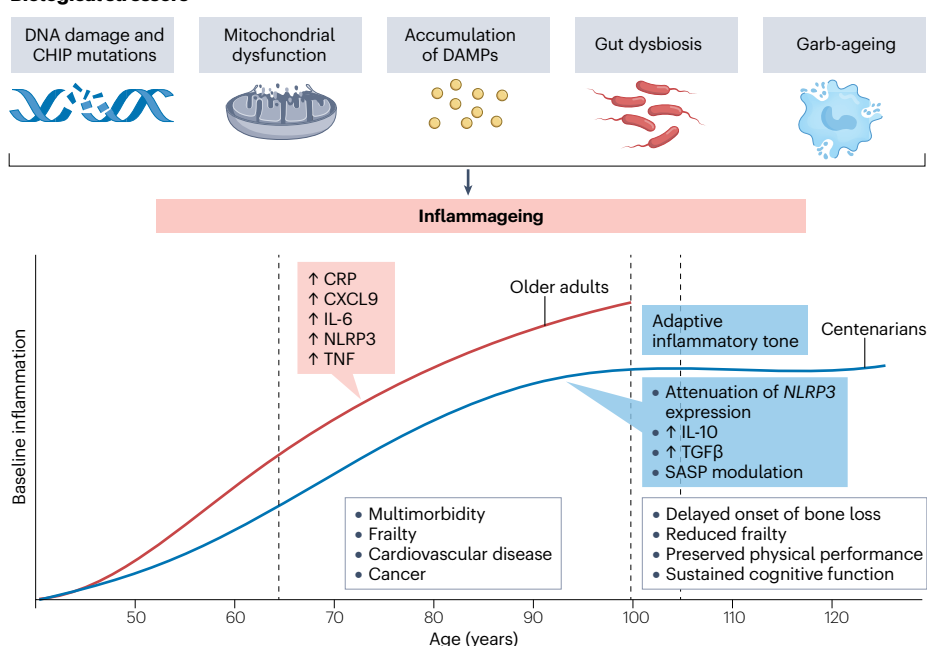 DNA damage and
CHIP mutations
Mitochondrial
dysfunction
Accumulation
of DAMPs
Gut dysbiosis
Garb-ageing
Inflammageing
↑ CRP
↑ CXCL9
↑ IL-6
↑ NLRP3
↑ TNF
Older adults
Adaptive
inflammatory tone
Centenarians
• Attenuation of NLRP3
expression
• ↑ IL-10
• ↑ TGFβ
• SASP modulation
• Multimorbidity
• Frailty
• Cardiovascular disease
• Cancer
• Delayed onset of bone loss
• Reduced frailty
• Preserved physical performance
• Sustained cognitive function
Baseline inflammation
50 60 70 80 90 100 110 120
Age (years)